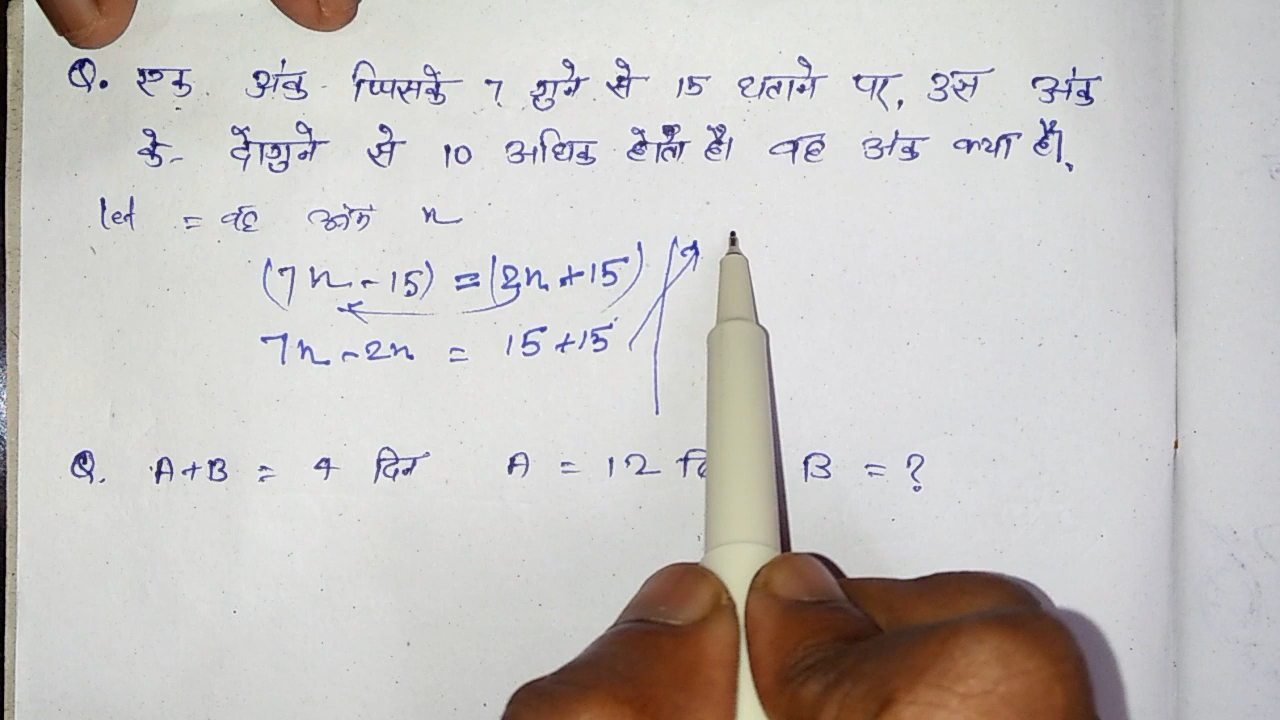 Q. एक अंक जिसके 7 गुने से 15 घटाने पर, उस अंक
के दोगुने से 10 अधिक होता है। वह अंक क्या है।
let = वह अंक n
(7n - 15) = (2n + 15)
7n - 2n = 15 + 15
Q. A+B = 4 दिन A = 12 B = ?